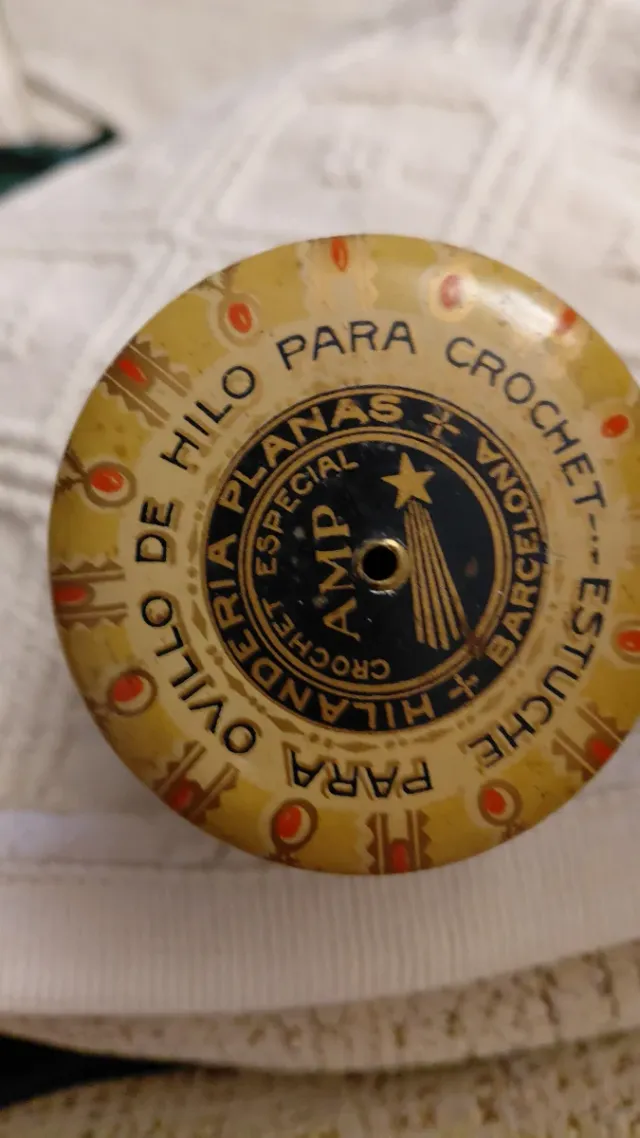 ESTUCHE PARA OVILLO DE HILO PARA CROCHET
HILANDERIA PLANAS
BARCELONA
CROCHET ESPECIAL
AMP